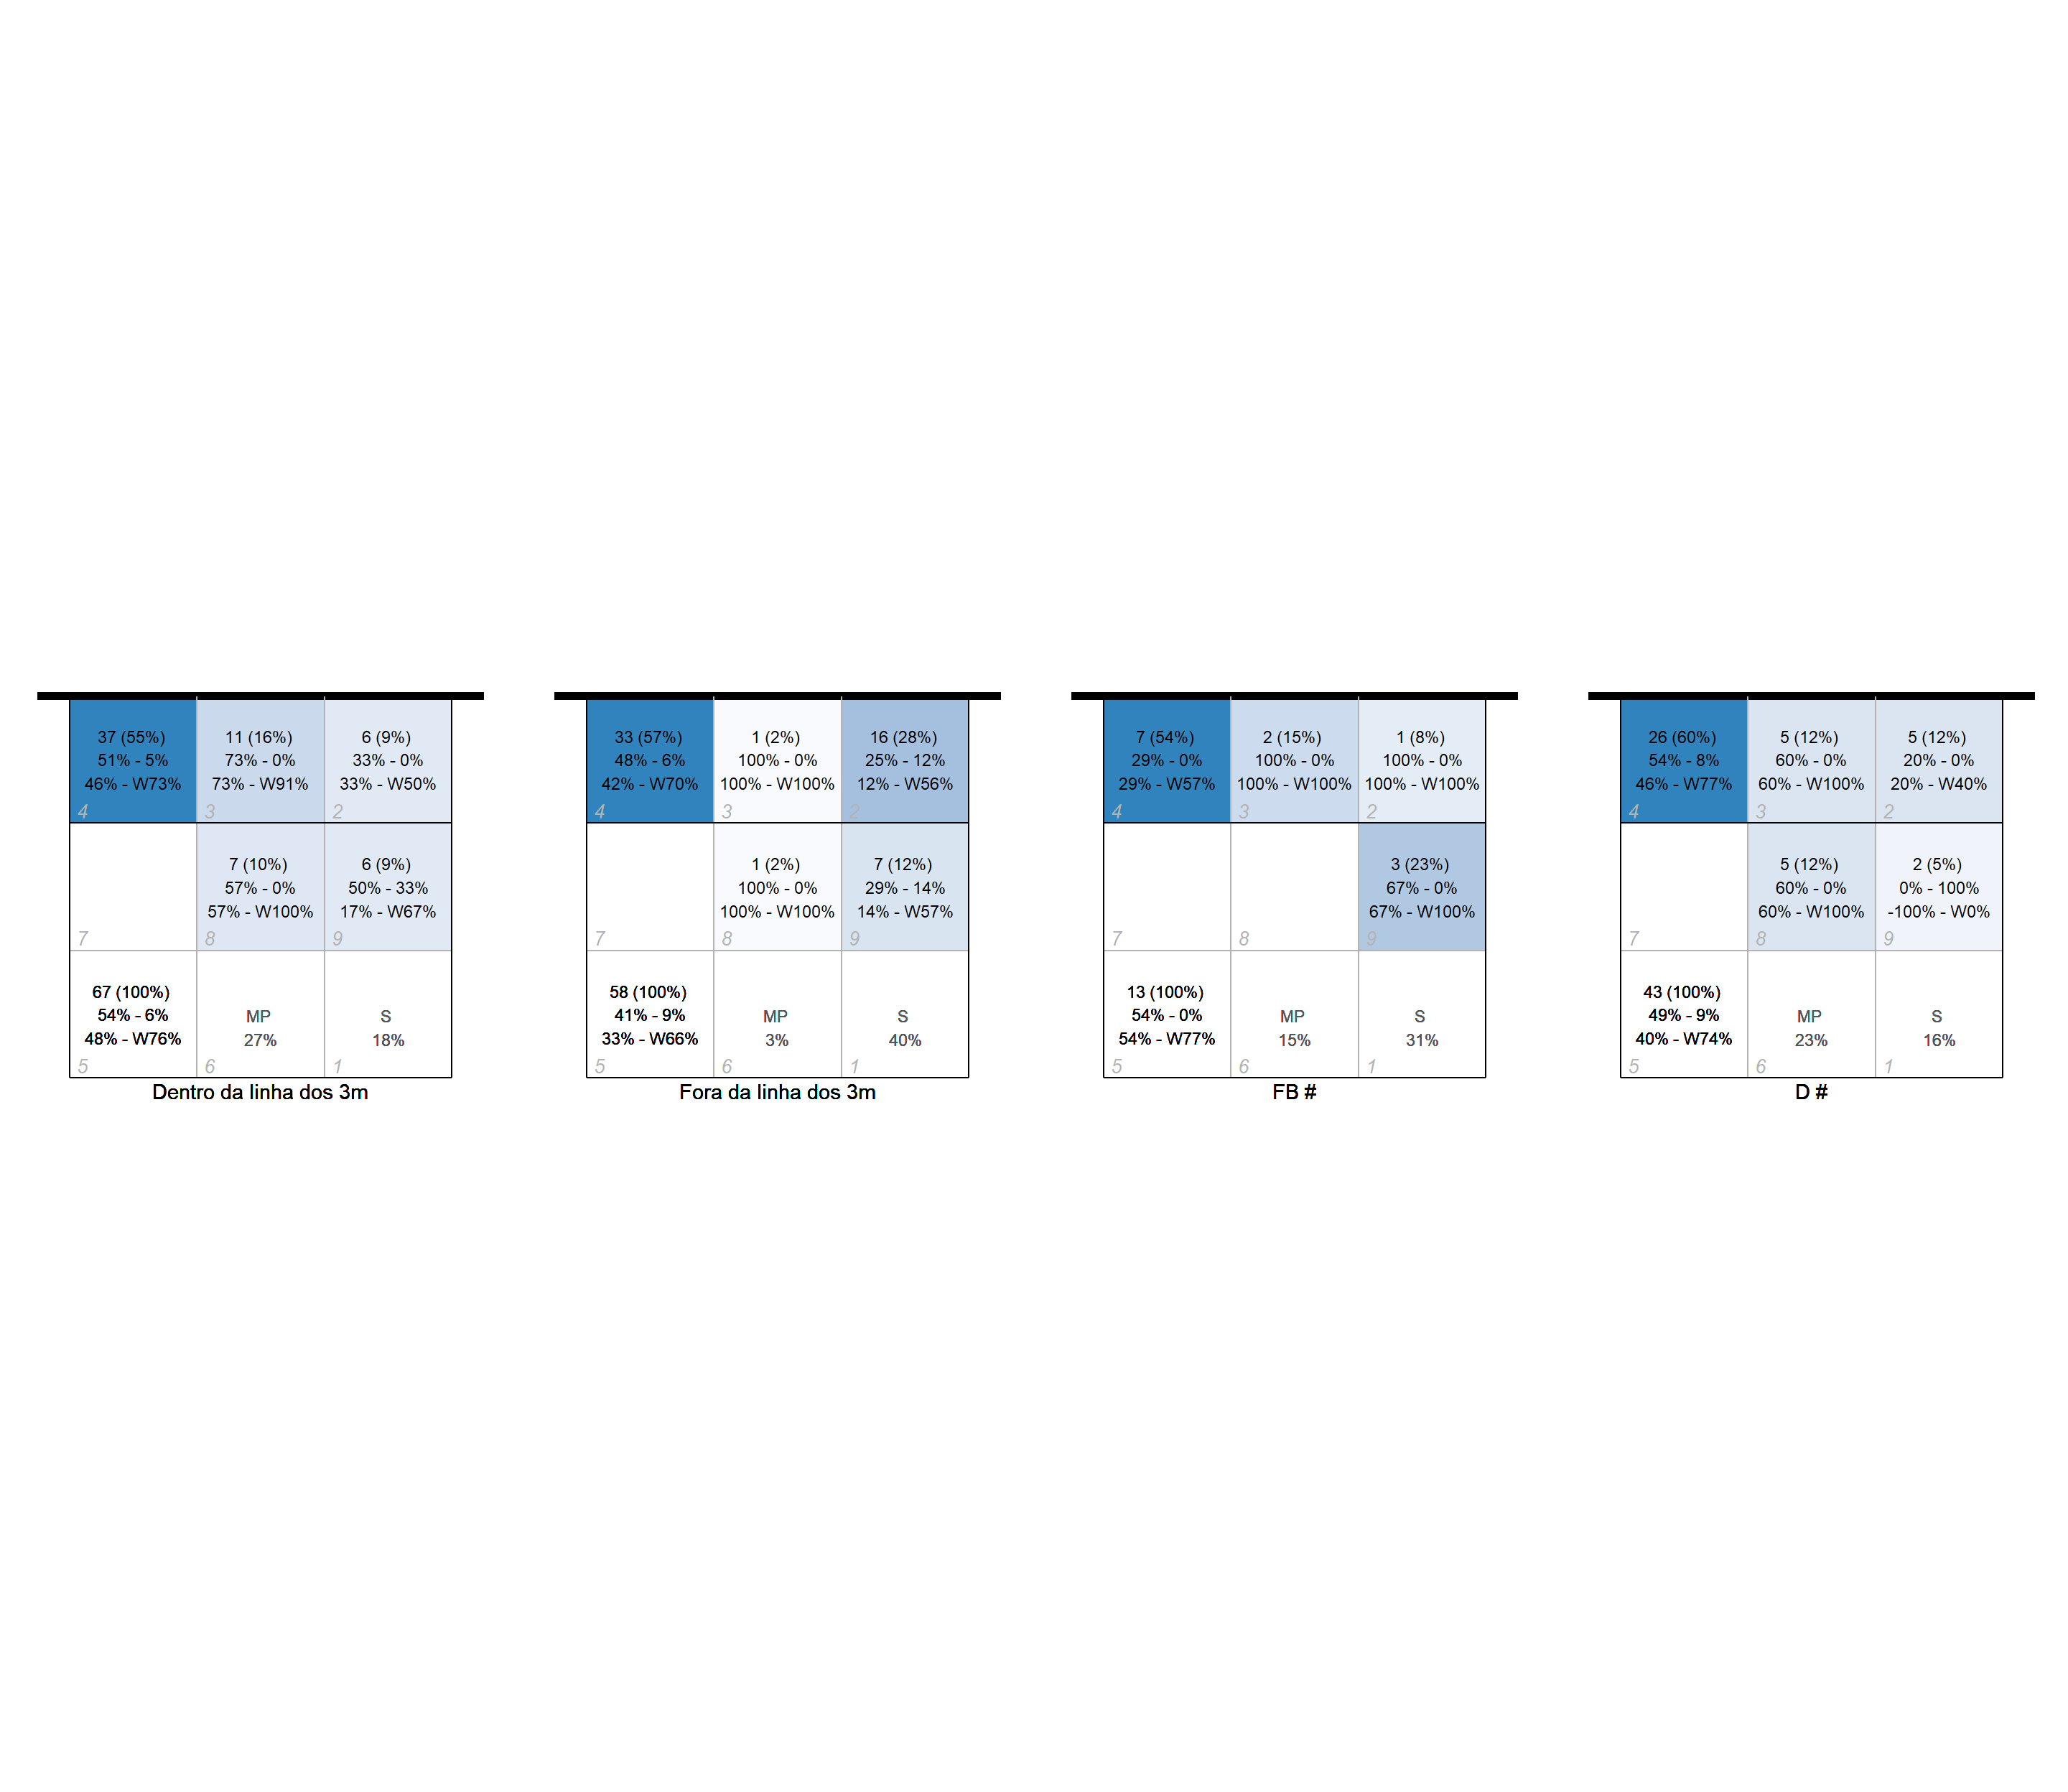 37 (55%)
51% - 5%
46% - W73%
4
11 (16%)
73% - 0%
73% - W91%
3
6 (9%)
33% - 0%
33% - W50%
2
7
7 (10%)
57% - 0%
57% - W100%
8
6 (9%)
50% - 33%
17% - W67%
9
67 (100%)
54% - 6%
48% - W76%
5
MP
27%
6
S
18%
Dentro da linha dos 3m
33 (57%)
48% - 6%
42% - W70%
4
1 (2%)
100% - 0%
100% - W100%
3
16 (28%)
25% - 12%
12% - W56%
2
7
1 (2%)
100% - 0%
100% - W100%
8
7 (12%)
29% - 14%
14% - W57%
9
58 (100%)
41% - 9%
33% - W66%
5
MP
3%
6
S
40%
1
Fora da linha dos 3m
7 (54%)
29% - 0%
29% - W57%
4
2 (15%)
100% - 0%
100% - W100%
3
1 (8%)
100% - 0%
100% - W100%
2
7
8
3 (23%)
67% - 0%
67% - W100%
9
13 (100%)
54% - 0%
54% - W77%
5
MP
15%
6
S
31%
1
FB #
26 (60%)
54% - 8%
46% - W77%
4
5 (12%)
60% - 0%
60% - W100%
3
5 (12%)
20% - 0%
20% - W40%
2
7
5 (12%)
60% - 0%
60% - W100%
8
2 (5%)
0% - 100%
-100% - W0%
9
43 (100%)
49% - 9%
40% - W74%
5
MP
23%
6
S
16%
1
D #